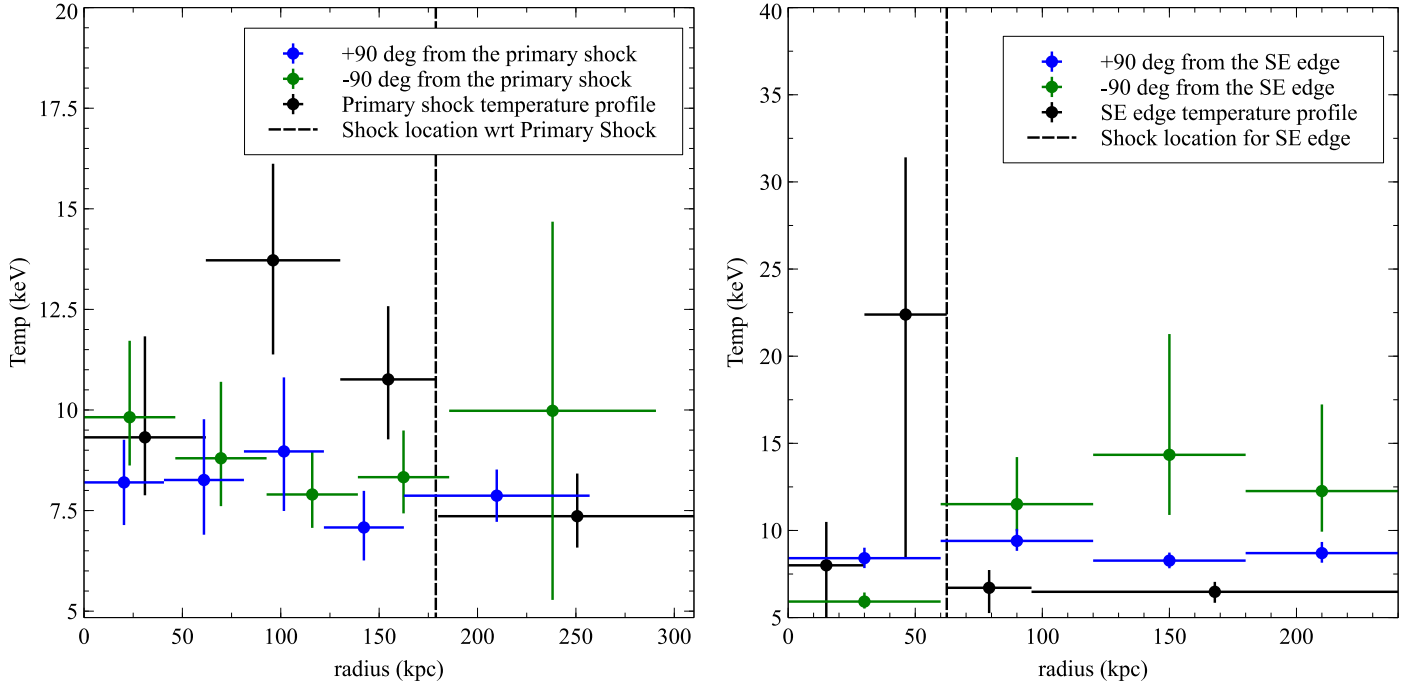 20
17.5
15
12.5
10
7.5
5
Temp (keV)
0
50
100
150
200
250
300
radius (kpc)
+90 deg from the primary shock
-90 deg from the primary shock
Primary shock temperature profile
Shock location wrt Primary Shock
40
35
30
25
20
15
10
5
Temp (keV)
0
50
100
150
200
radius (kpc)
+90 deg from the SE edge
-90 deg from the SE edge
SE edge temperature profile
Shock location for SE edge